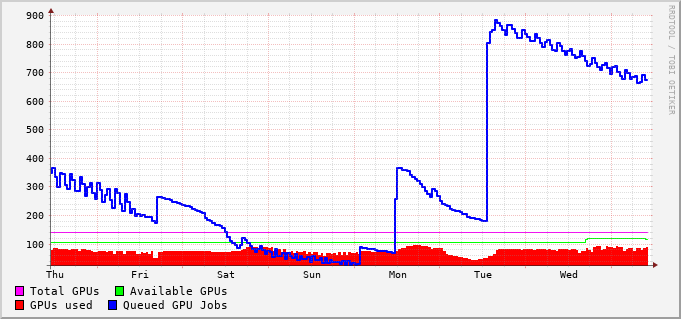 900
800
700
600
500
400
300
200
100
Thu Fri Sat Sun Mon Tue Wed
Total GPUs Available GPUs
GPUs used Queued GPU Jobs
RRDTOOL / TOBI OETIKER